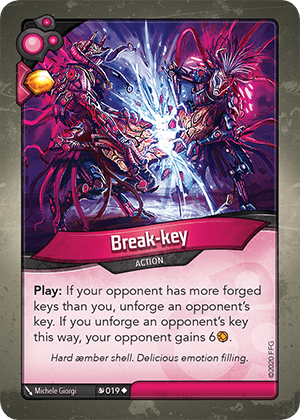 Break-key
ACTION
Play: If your opponent has more forged
keys than you, unforge an opponent's
key. If you unforge an opponent's key
this way, your opponent gains 6.
Hard æmber shell. Delicious emotion filling.
Michele Giorgi
019
©2020 FFG